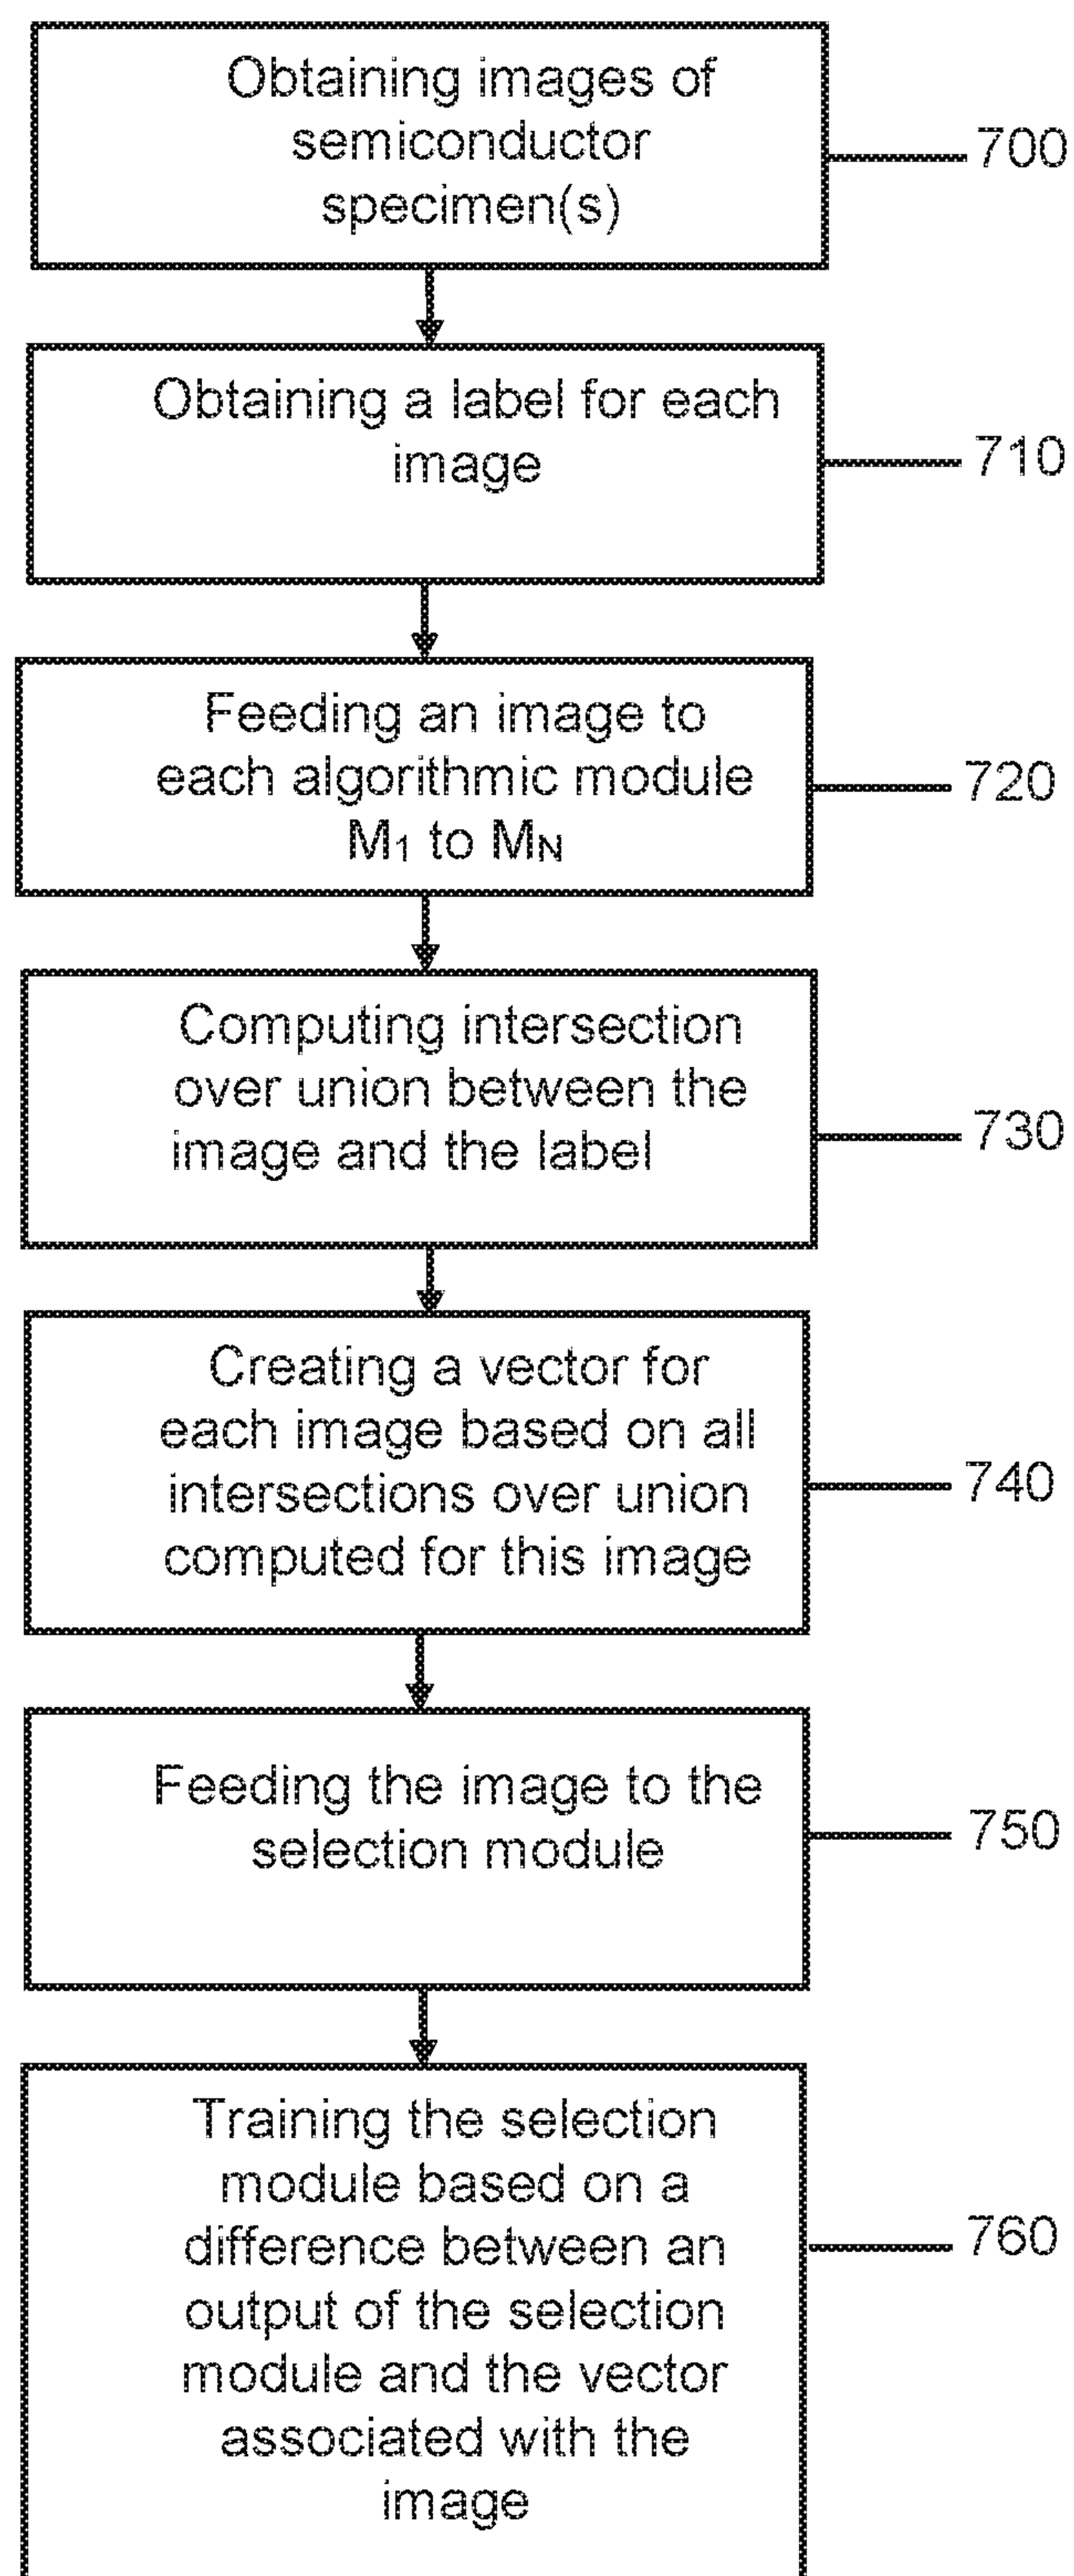 Obtaining images of
semiconductor
specimen(s)
700
Obtaining a label for each
image
710
Feeding an image to
each algorithmic module
M1 to MN
720
Computing intersection
over union between the
image and the label
730
Creating a vector for
each image based on all
intersections over union
computed for this image
740
Feeding the image to the
selection module
750
Training the selection
module based on a
difference between an
output of the selection
module and the vector
associated with the
image
760